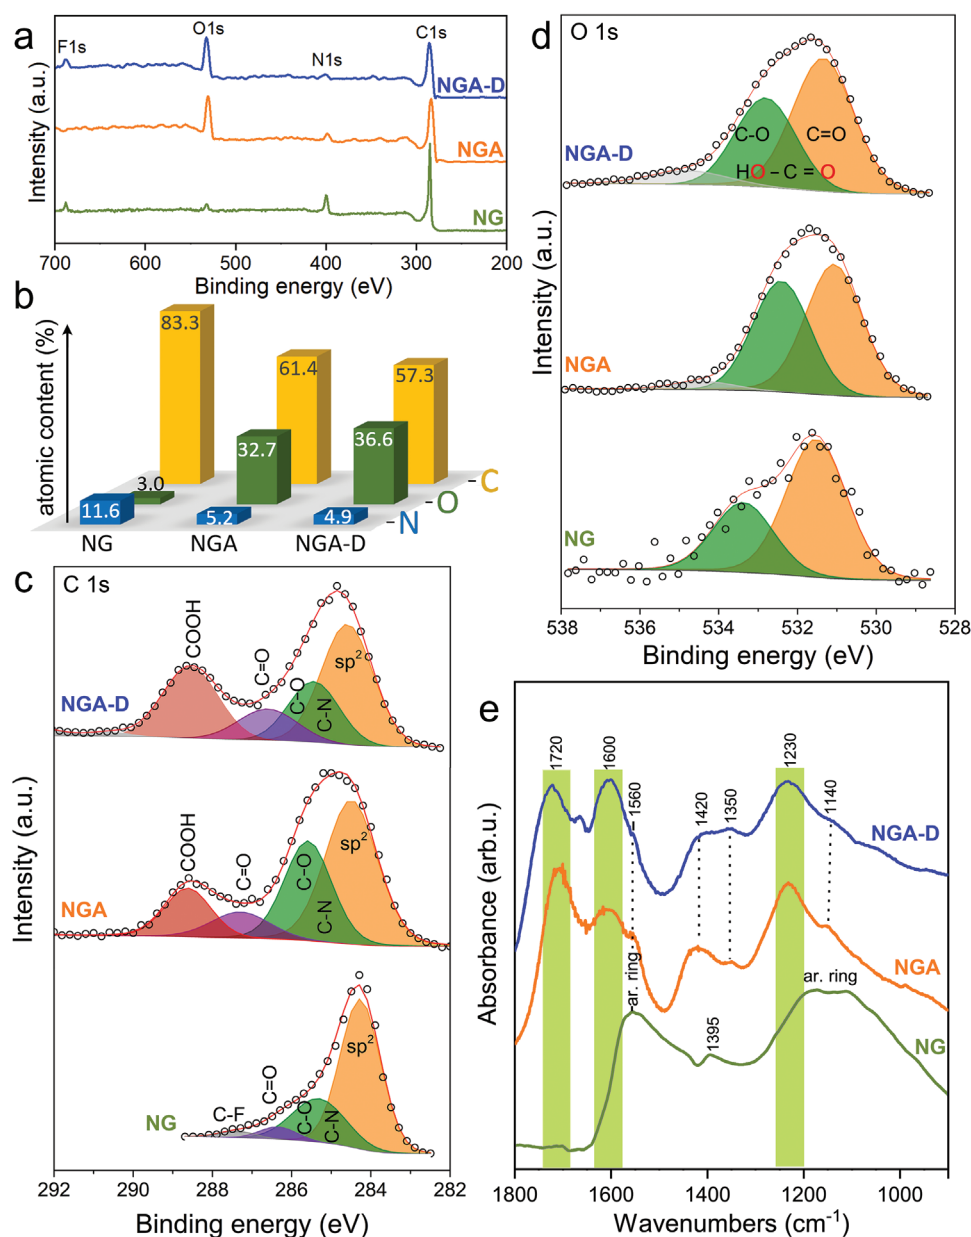 a
F1s
O1s
N1s
C1s
NGA-D
NGA
NG
Intensity (a.u.)
700 600 500 400 300 200
Binding energy (eV)
b
atomic content (%)
83.3
61.4
57.3
3.0
32.7
36.6
11.6
5.2
4.9
C
O
N
NG NGA NGA-D
c
C 1s
COOH
C=O
C-O
C-N
sp²
NGA-D
COOH
C=O
C-O
C-N
sp²
NGA
C-F
C=O
C-O
C-N
sp²
NG
Intensity (a.u.)
292 290 288 286 284 282
Binding energy (eV)
d
O 1s
C-O
C=O
HO – C = O
NGA-D
NGA
NG
Intensity (a.u.)
538 536 534 532 530 528
Binding energy (eV)
e
1720
1600
1560
1420
1350
1230
1140
NGA-D
NGA
ar. ring
ar. ring
1395
NG
Absorbance (arb.u.)
1800 1600 1400 1200 1000
Wavenumbers (cm⁻¹)